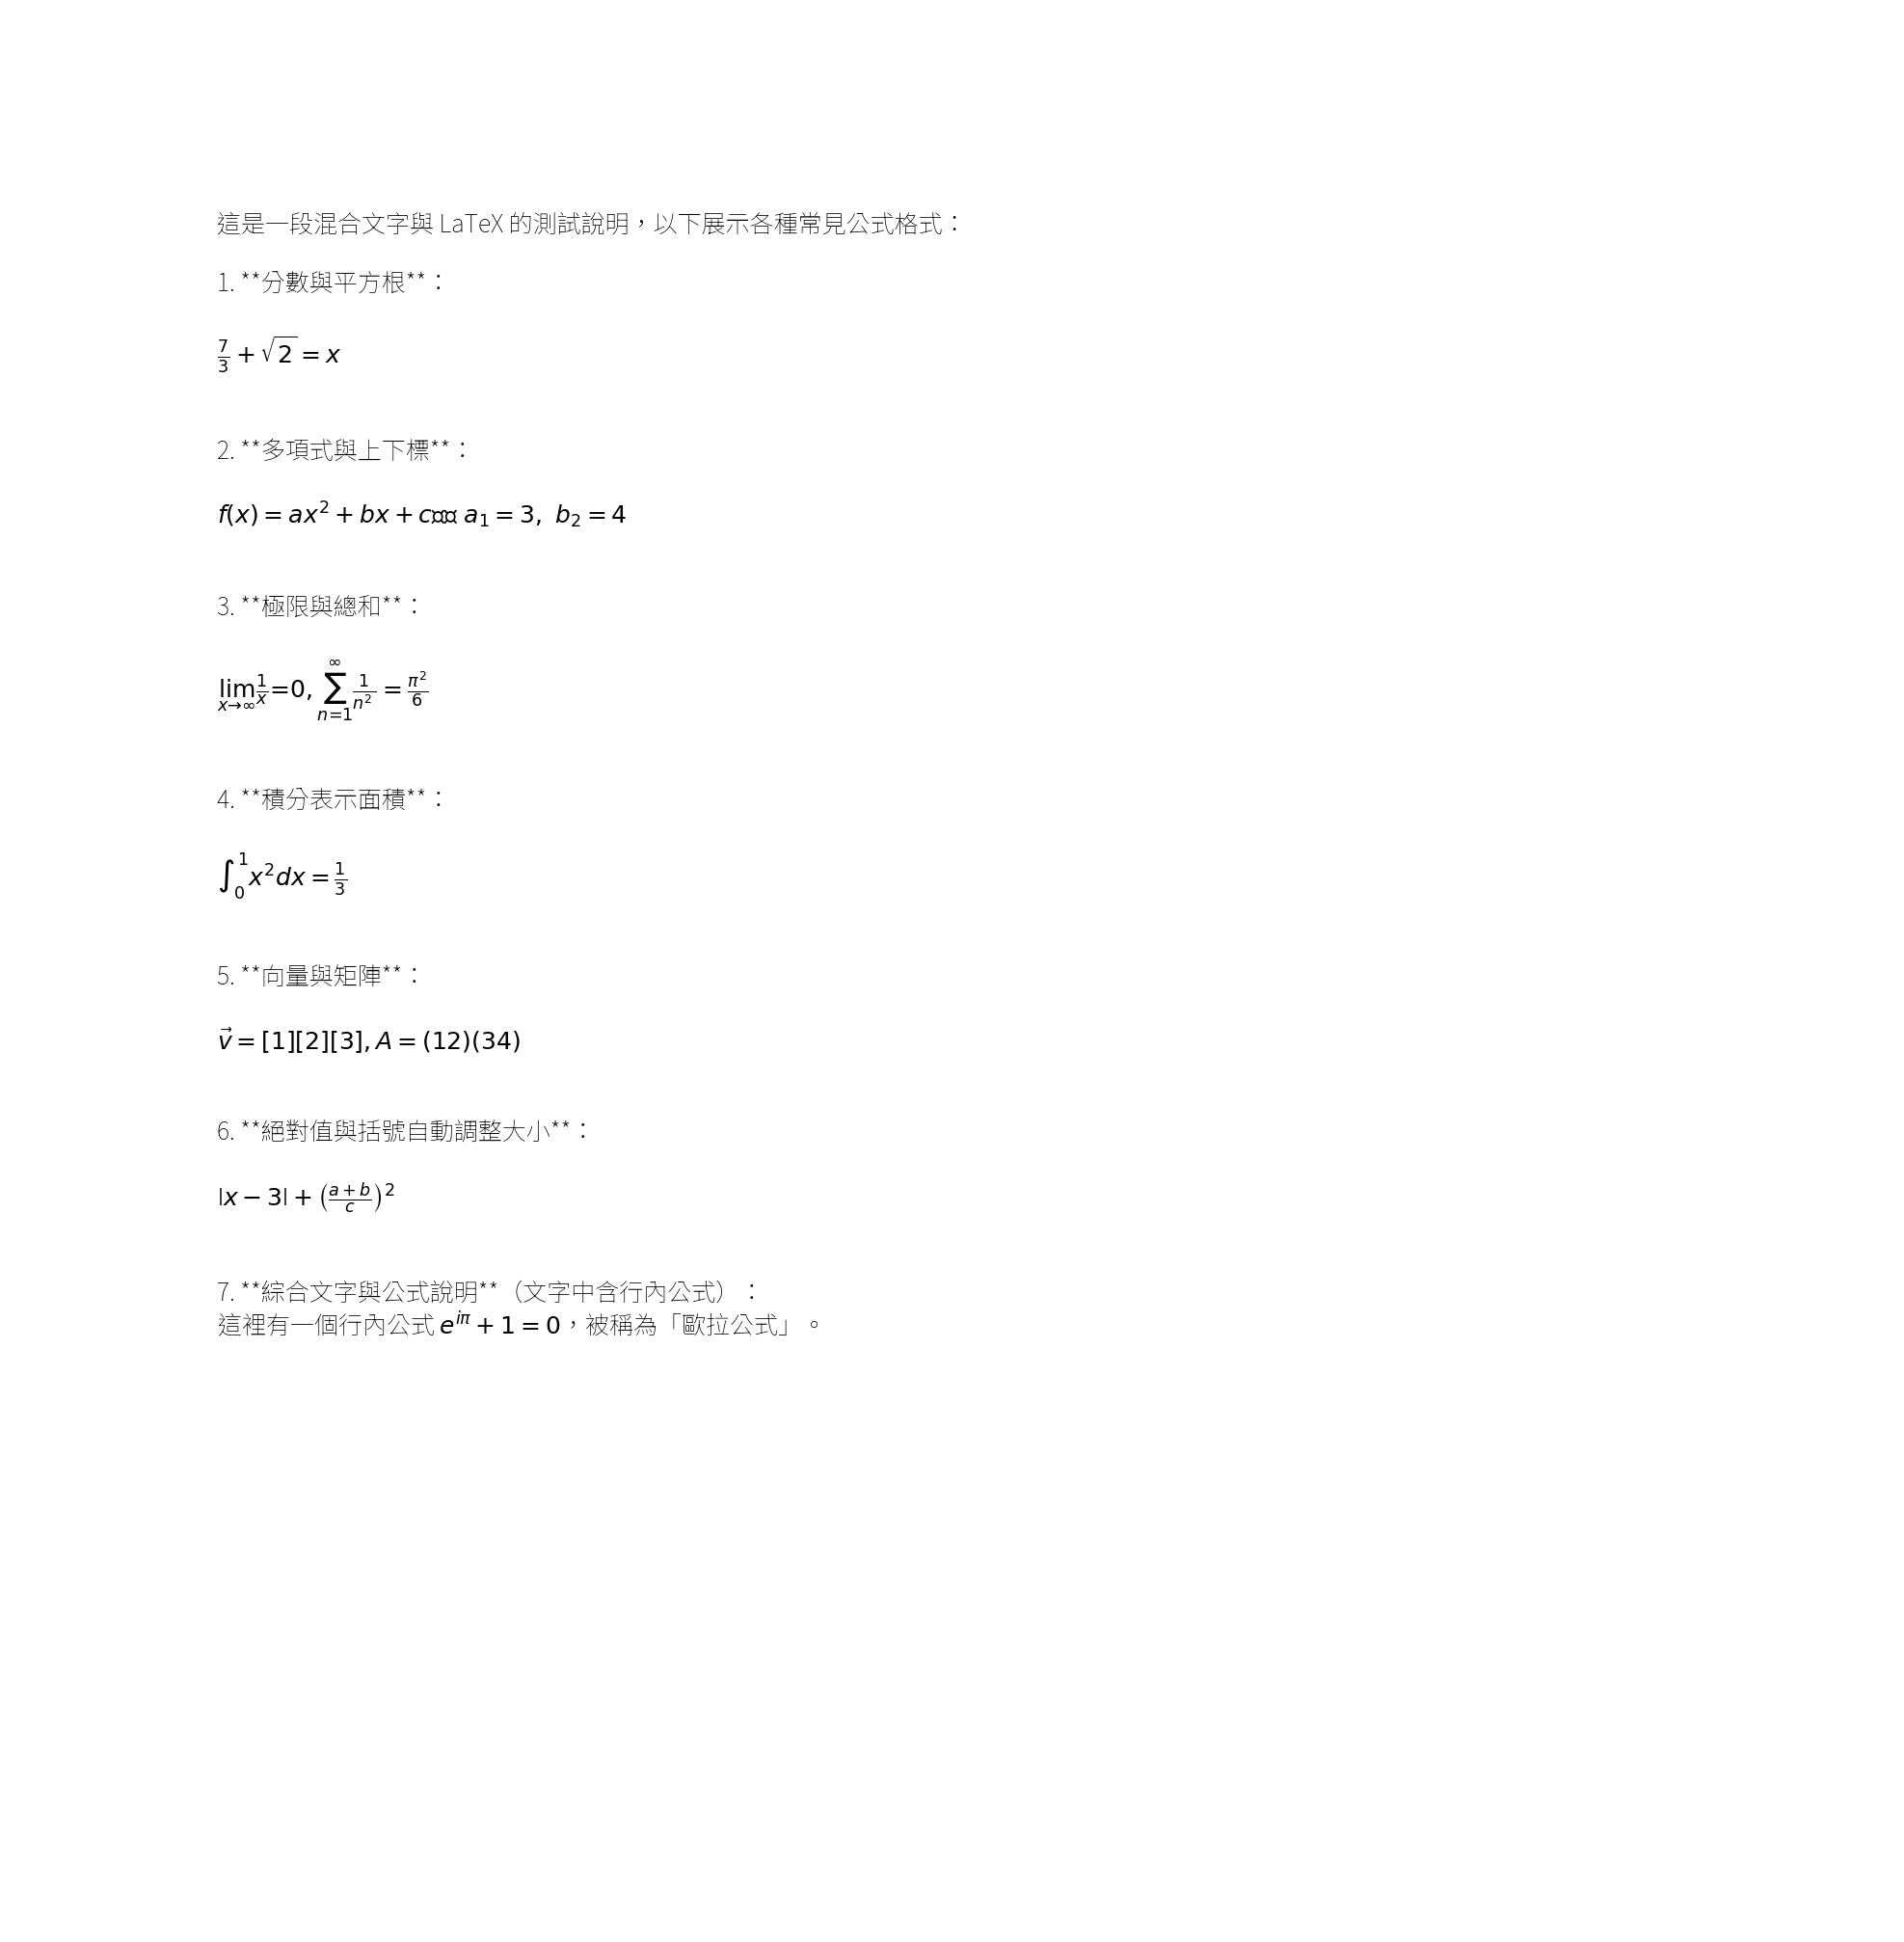 這是一段混合文字與 LaTeX 的測試說明，以下展示各種常見公式格式：
1. **分數與平方根**：
$\frac{7}{3} + \sqrt{2} = x$
2. **多項式與上下標**：
$f(x) = ax^2 + bx + c$ $a_1 = 3,\ b_2 = 4$
3. **極限與總和**：
$\lim_{x \to \infty} \frac{1}{x} = 0, \sum_{n=1}^{\infty} \frac{1}{n^2} = \frac{\pi^2}{6}$
4. **積分表示面積**：
$\int_0^1 x^2 dx = \frac{1}{3}$
5. **向量與矩陣**：
$\vec{v} = [1][2][3], A = (12)(34)$
6. **絕對值與括號自動調整大小**：
$\left|x - 3\right| + \left(\frac{a+b}{c}\right)^2$
7. **綜合文字與公式說明**（文字中含行內公式）：
這裡有一個行內公式 $e^{i\pi} + 1 = 0$，被稱為「歐拉公式」。